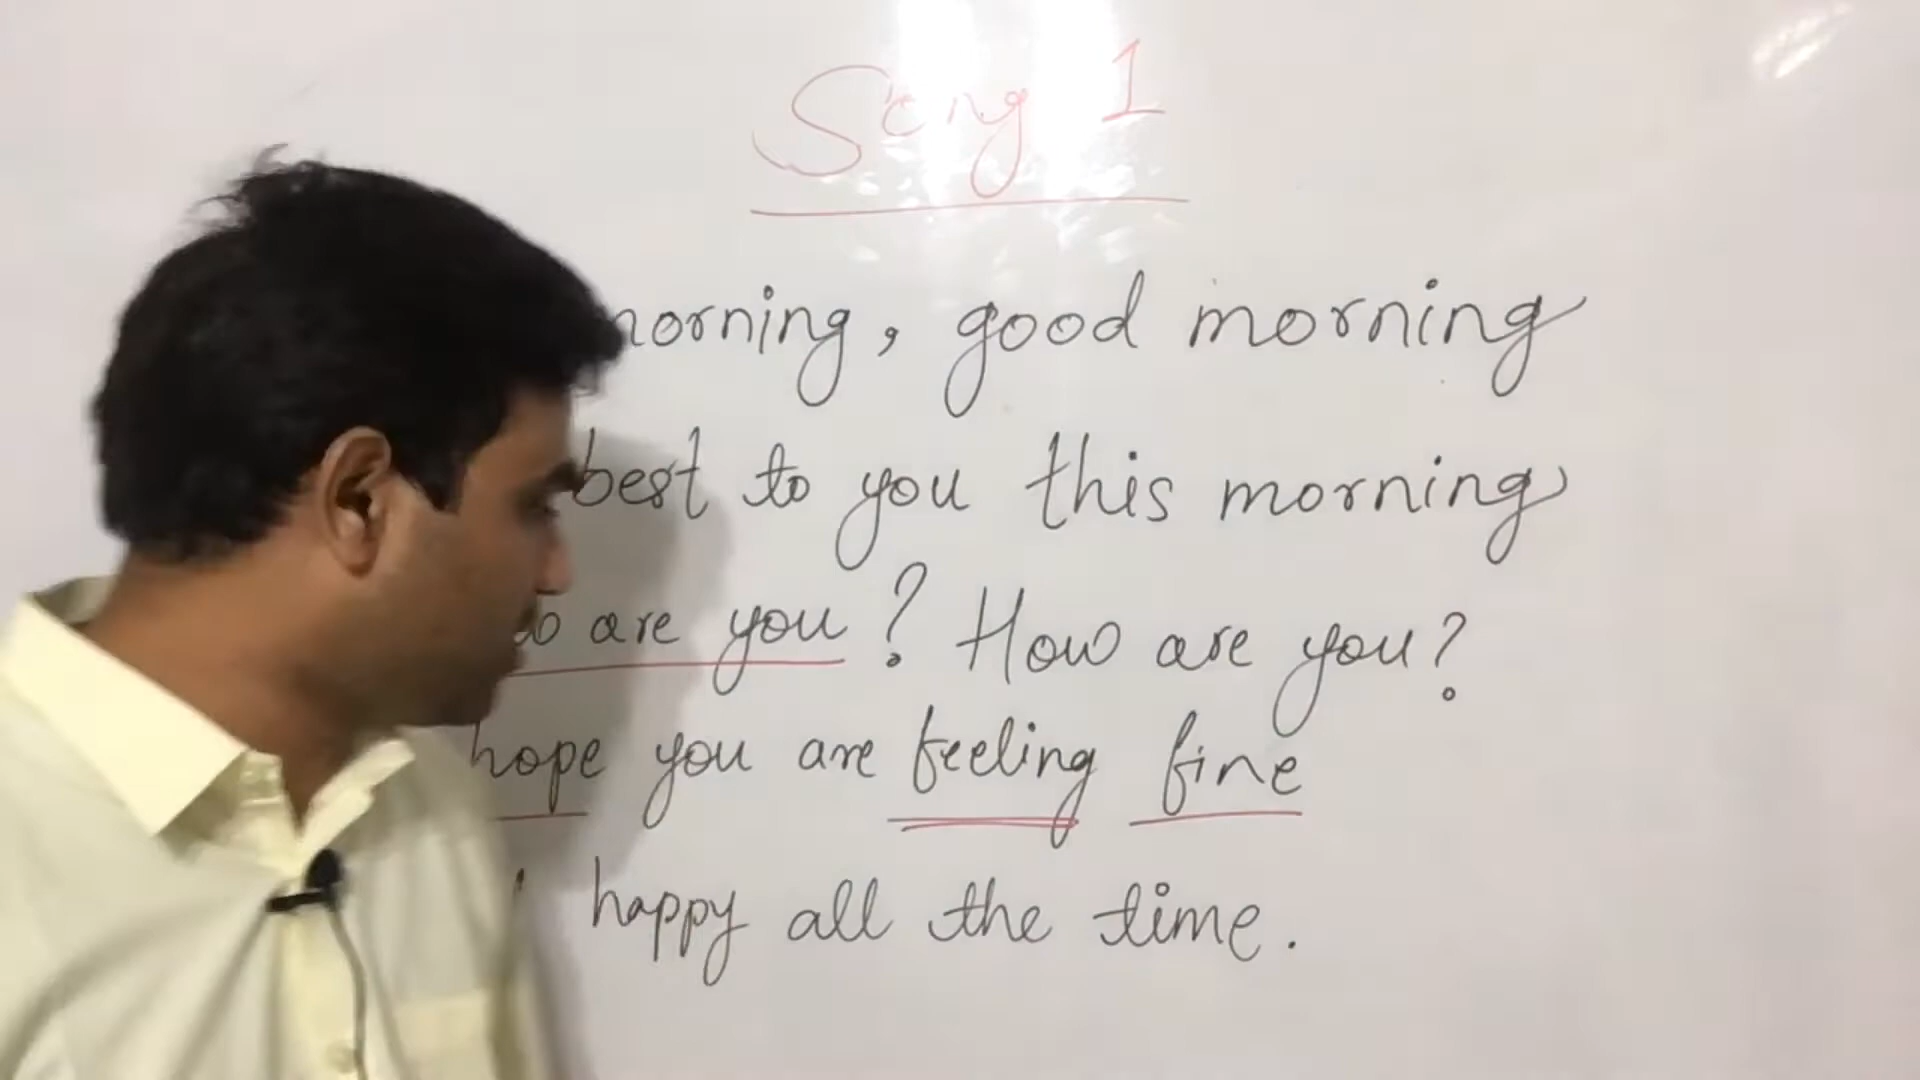 Song 1
morning, good morning
best to you this morning
are you? How are you?
hope you are feeling fine
happy all the time.